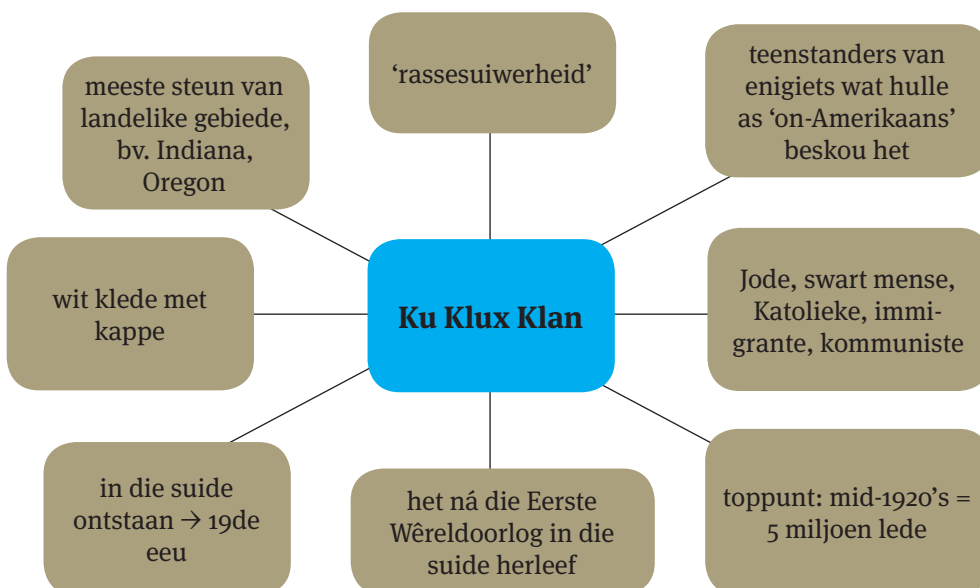 meeste steun van
landelike gebiede,
bv. Indiana,
Oregon
‘rassesuiwerheid’
teenstanders van
enigiets wat hulle
as ‘on-Amerikaans’
beskou het
wit klede met
kappe
Ku Klux Klan
Jode, swart mense,
Katolieke, immi-
grante, kommuniste
in die suide
ontstaan → 19de
eeu
het ná die Eerste
Wêreldoorlog in die
suide herleef
toppunt: mid-1920’s =
5 miljoen lede